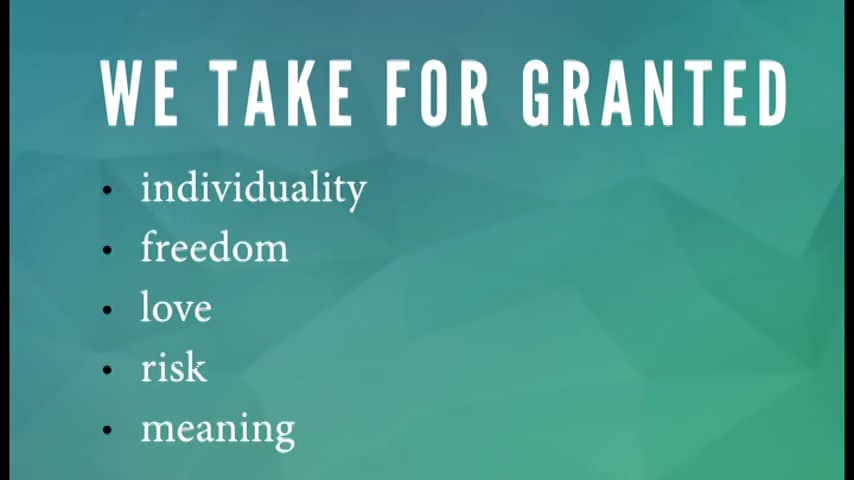 WE TAKE FOR GRANTED
• individuality
• freedom
• love
• risk
• meaning